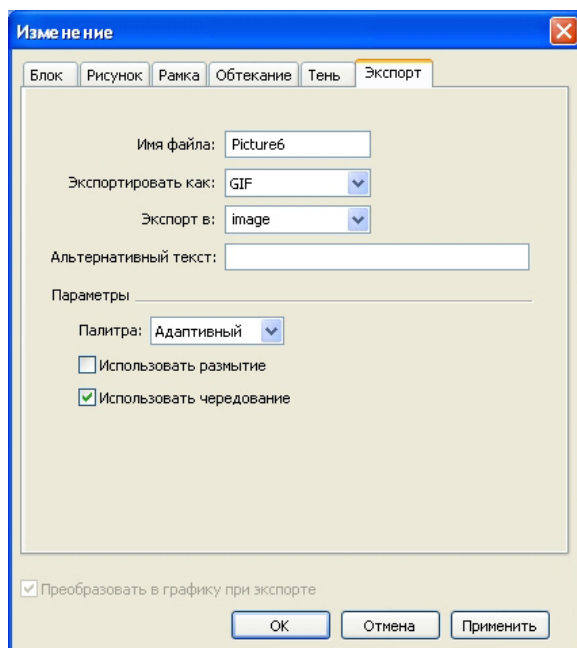 Изменение
Блок Рисунок Рамка Обтекание Тень Экспорт
Имя файла: Picture6
Экспортировать как: GIF
Экспорт в: image
Альтернативный текст:
Параметры
Палитра: Адаптивный
Использовать размытие
Использовать чередование
Преобразовать в графику при экспорте
OK Отмена Применить